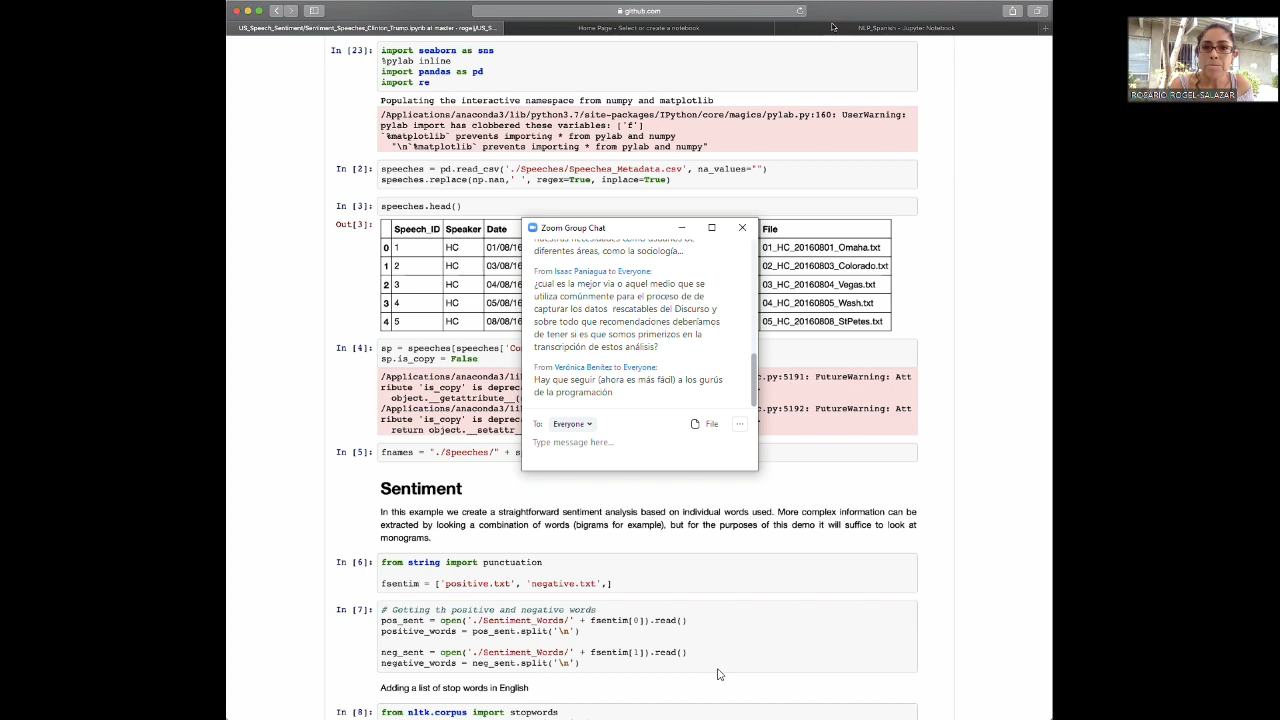 github.com
US_Speech_Sentiment/Sentiment_Speeches_Clinton_Trump.ipynb at master · rogelj/US_S...
Home Page - Select or create a notebook
NLP_Spanish - Jupyter Notebook
ROSARIO ROGEL-SALAZAR
In [23]:
import seaborn as sns
%pylab inline
import pandas as pd
import re
Populating the interactive namespace from numpy and matplotlib
/Applications/anaconda3/lib/python3.7/site-packages/IPython/core/magics/pylab.py:160: UserWarning:
pylab import has clobbered these variables: ['f']
`%matplotlib` prevents importing * from pylab and numpy
"\n`%matplotlib` prevents importing * from pylab and numpy"
In [2]:
speeches = pd.read_csv('./Speeches/Speeches_Metadata.csv', na_values="")
speeches.replace(np.nan,' ', regex=True, inplace=True)
In [3]:
speeches.head()
Out[3]:
Speech_ID Speaker Date File
0 1 HC 01/08/16 01_HC_20160801_Omaha.txt
1 2 HC 03/08/16 02_HC_20160803_Colorado.txt
2 3 HC 04/08/16 03_HC_20160804_Vegas.txt
3 4 HC 05/08/16 04_HC_20160805_Wash.txt
4 5 HC 08/08/16 05_HC_20160808_StPetes.txt
Zoom Group Chat
nuestras necesidades como usuarios de
diferentes áreas, como la sociología...
From Isaac Paniagua to Everyone:
¿cual es la mejor via o aquel medio que se
utiliza comúnmente para el proceso de de
capturar los datos rescatables del Discurso y
sobre todo que recomendaciones deberíamos
de tener si es que somos primerizos en la
transcripción de estos análisis?
From Verónica Benítez to Everyone:
Hay que seguir (ahora es más fácil) a los gurús
de la programación
To: Everyone
File
...
Type message here...
In [4]:
sp = speeches[speeches['Co
sp.is_copy = False
/Applications/anaconda3/lib c.py:5191: FutureWarning: Att
ribute 'is_copy' is deprec
object.__getattribute__(
/Applications/anaconda3/lib c.py:5192: FutureWarning: Att
ribute 'is_copy' is deprec
return object.__setattr_
In [5]:
fnames = "./Speeches/" + s
Sentiment
In this example we create a straightforward sentiment analysis based on individual words used. More complex information can be
extracted by looking a combination of words (bigrams for example), but for the purposes of this demo it will suffice to look at
monograms.
In [6]:
from string import punctuation
fsentim = ['positive.txt', 'negative.txt',]
In [7]:
# Getting th positive and negative words
pos_sent = open('./Sentiment_Words/' + fsentim[0]).read()
positive_words = pos_sent.split('\n')
neg_sent = open('./Sentiment_Words/' + fsentim[1]).read()
negative_words = neg_sent.split('\n')
Adding a list of stop words in English
In [8]:
from nltk.corpus import stopwords